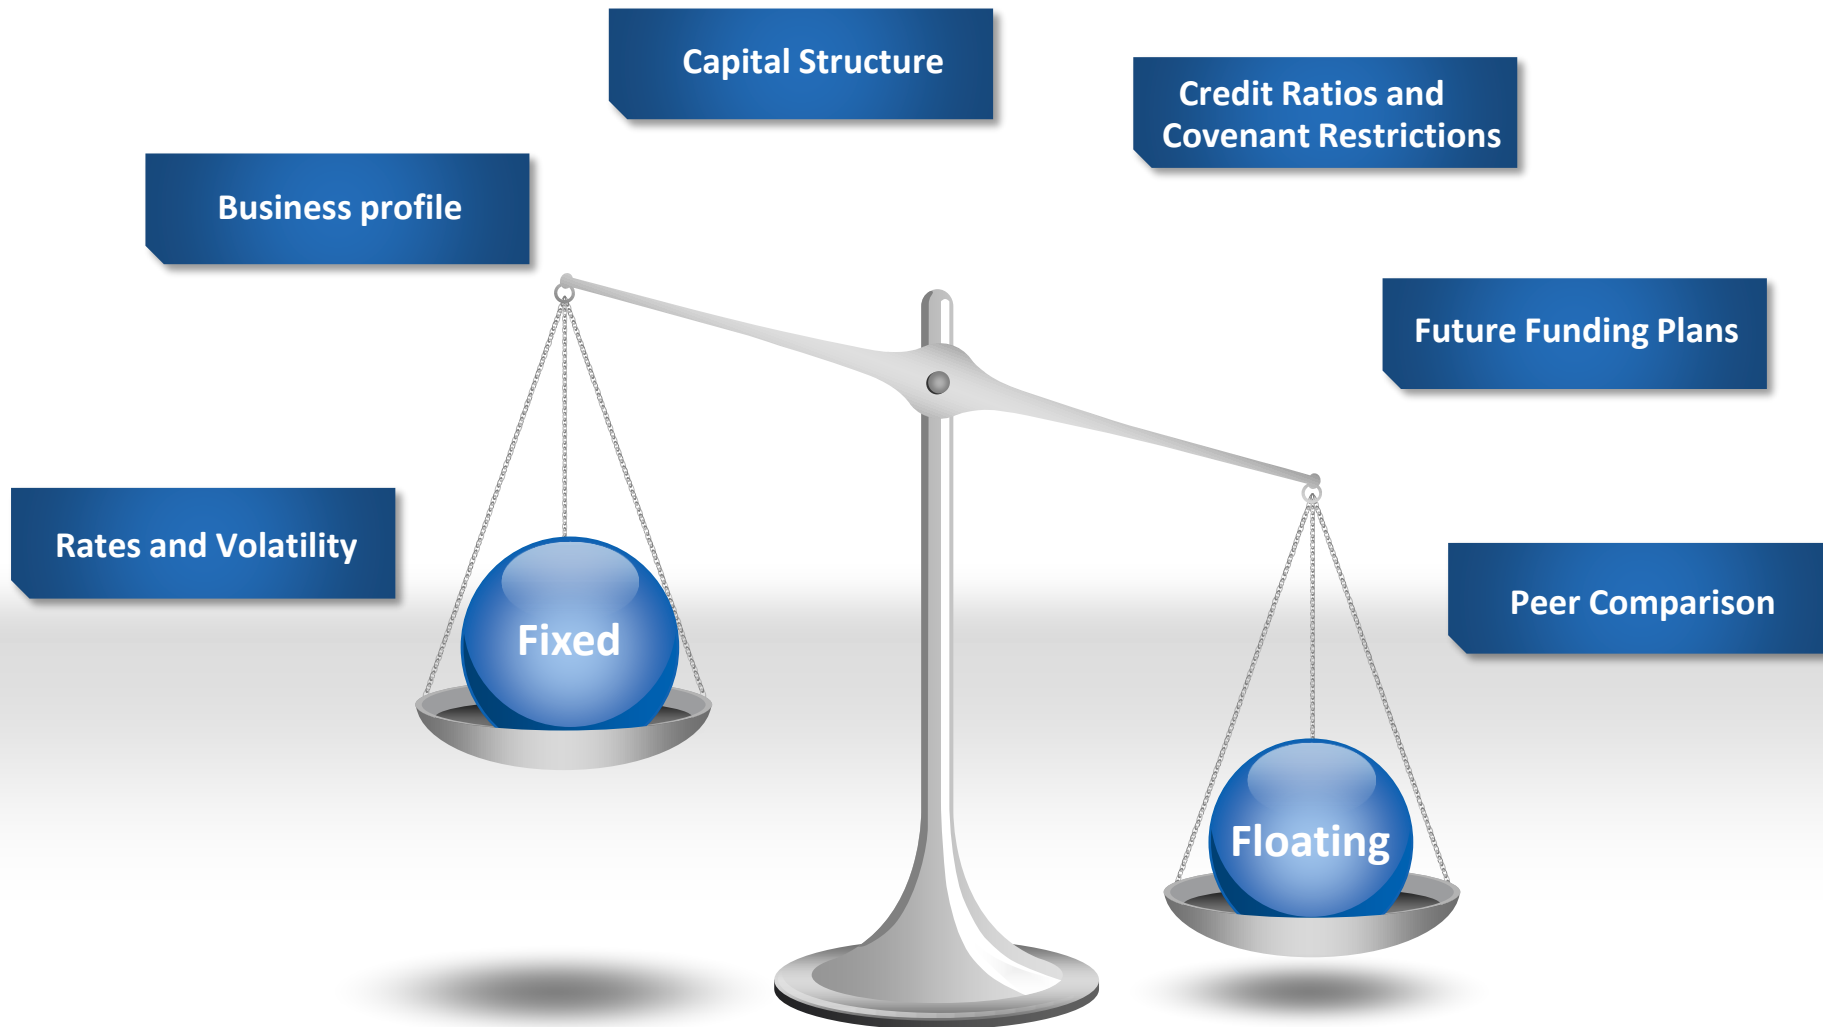 Capital Structure
Credit Ratios and
Covenant Restrictions
Business profile
Future Funding Plans
Rates and Volatility
Peer Comparison
Fixed
Floating